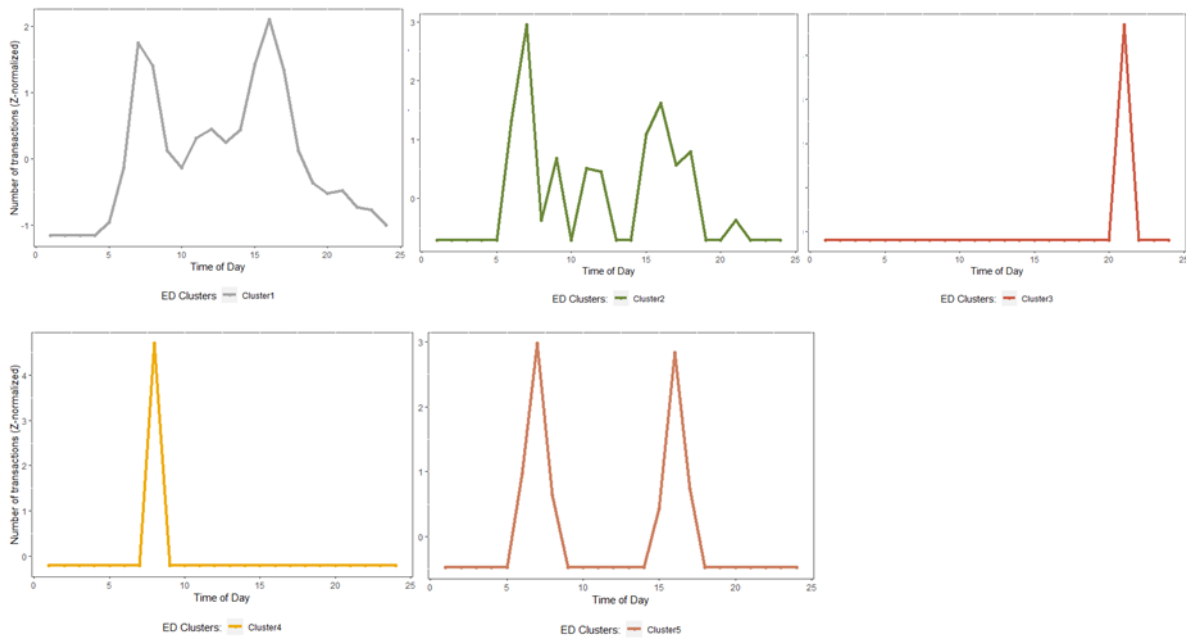 Number of transactions (Z-normalized)
2
1
0
-1
0 5 10 15 20 25
Time of Day
ED Clusters Cluster1
3
1
0
0 5 10 15 20 25
Time of Day
ED Clusters: Cluster2
0 5 10 15 20 25
Time of Day
ED Clusters: Cluster3
Number of transactions (Z-normalized)
4
3
2
1
0
0 5 10 15 20 25
Time of Day
ED Clusters: Cluster4
3
2
1
0
0 5 10 15 20 25
Time of Day
ED Clusters: Cluster5